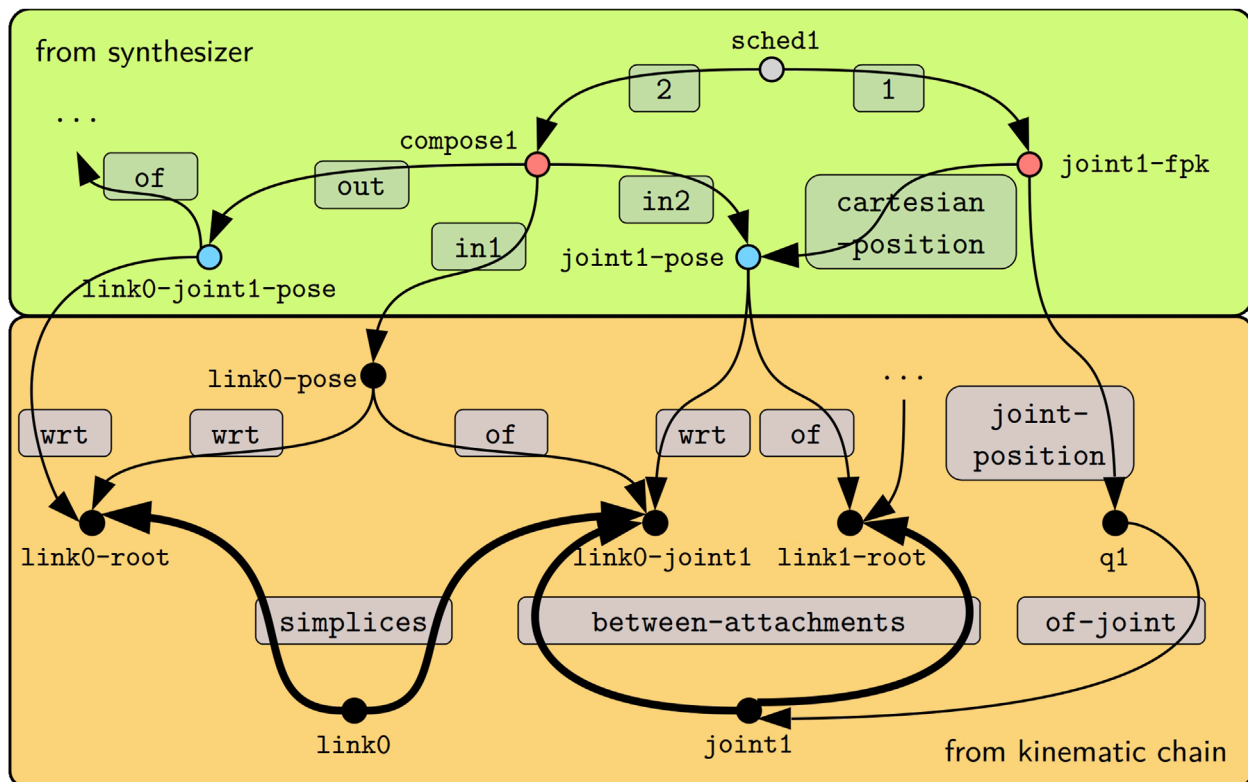 from synthesizer
sched1
2
1
...
compose1
joint1-fpk
of
out
in2
cartesian
-position
in1
joint1-pose
link0-joint1-pose
link0-pose
...
wrt
wrt
of
wrt
of
joint-
position
link0-root
link0-joint1
link1-root
q1
simplices
between-attachments
of-joint
link0
joint1
from kinematic chain